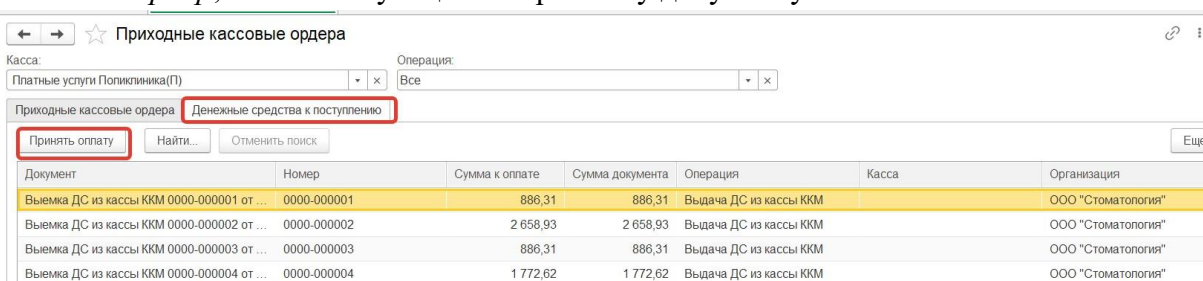 Приходные кассовые ордера
Касса:
Операция:
Платные услуги Поликлиника(П)
Все
Приходные кассовые ордера Денежные средства к поступлению
Принять оплату Найти... Отменить поиск Еще
Документ Номер Сумма к оплате Сумма документа Операция Касса Организация
Выемка ДС из кассы ККМ 0000-000001 от ... 0000-000001 886,31 886,31 Выдача ДС из кассы ККМ ООО "Стоматология"
Выемка ДС из кассы ККМ 0000-000002 от ... 0000-000002 2 658,93 2 658,93 Выдача ДС из кассы ККМ ООО "Стоматология"
Выемка ДС из кассы ККМ 0000-000003 от ... 0000-000003 886,31 886,31 Выдача ДС из кассы ККМ ООО "Стоматология"
Выемка ДС из кассы ККМ 0000-000004 от ... 0000-000004 1 772,62 1 772,62 Выдача ДС из кассы ККМ ООО "Стоматология"